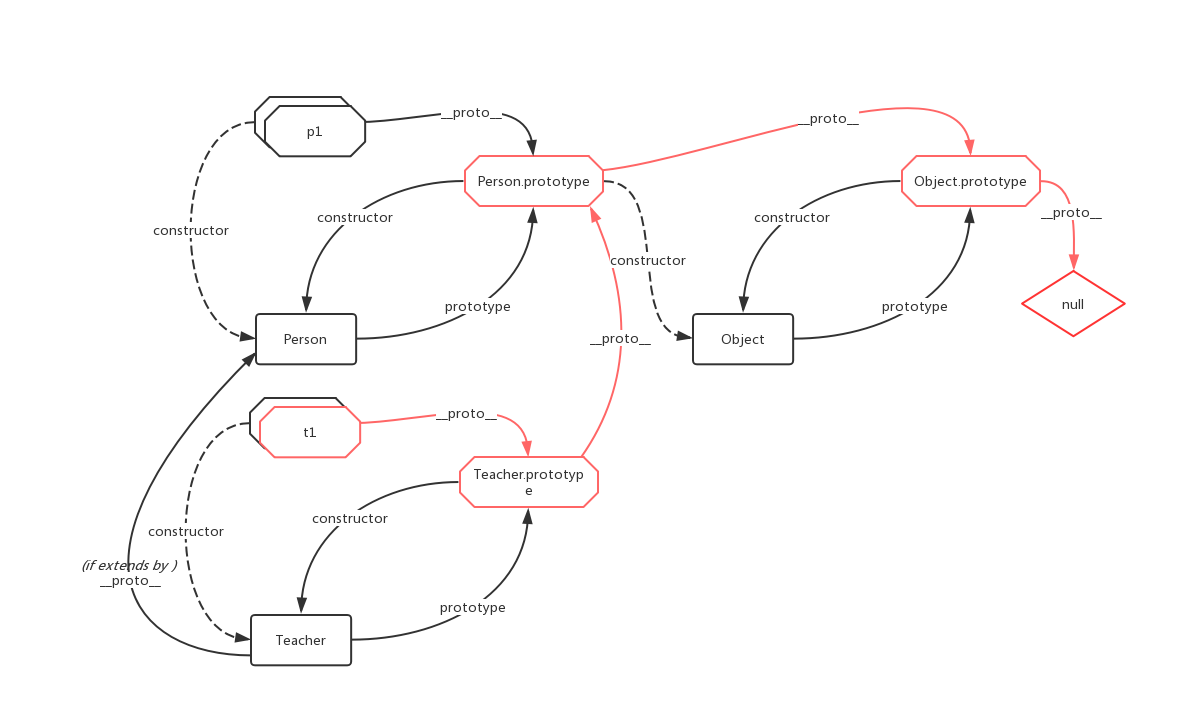 __proto__
p1
__proto__
Person.prototype
Object.prototype
constructor
constructor
__proto__
constructor
constructor
prototype
prototype
null
Person
__proto__
Object
__proto__
t1
Teacher.prototyp
e
constructor
constructor
(if extends by )
__proto__
prototype
Teacher